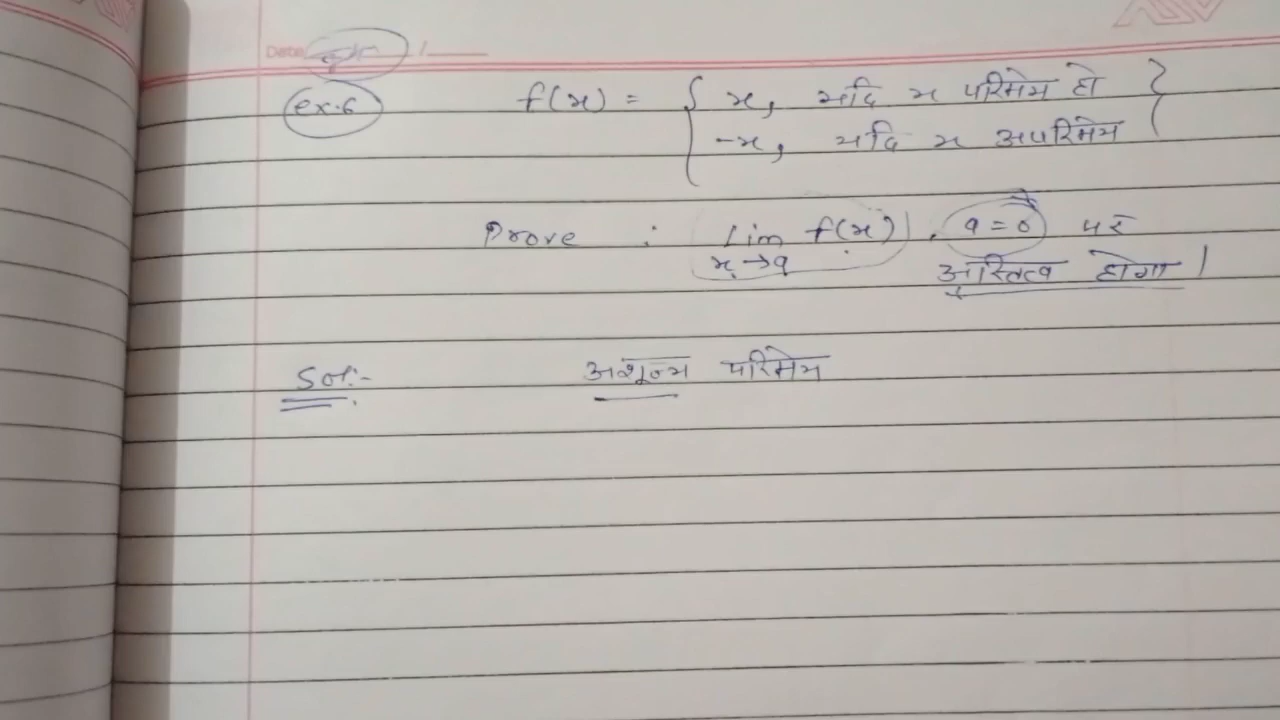 Date /
ex.6 f(x) = { x, यदि x परिमेय हो
-x, यदि x अपरिमेय }
Prove : Lim f(x), a = 0 पर
x→a अस्तित्व होगा।
Sol:- अशून्य परिमेय